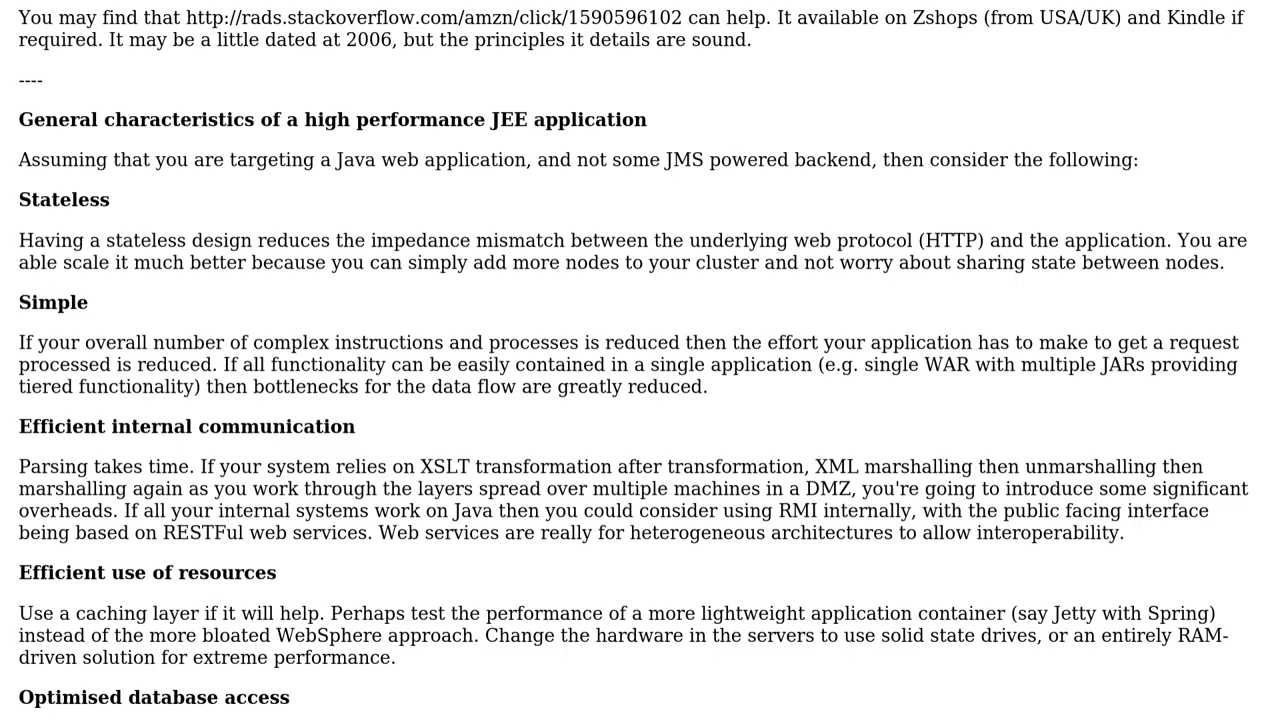 You may find that http://rads.stackoverflow.com/amzn/click/1590596102 can help. It available on Zshops (from USA/UK) and Kindle if
required. It may be a little dated at 2006, but the principles it details are sound.
----
General characteristics of a high performance JEE application
Assuming that you are targeting a Java web application, and not some JMS powered backend, then consider the following:
Stateless
Having a stateless design reduces the impedance mismatch between the underlying web protocol (HTTP) and the application. You are
able scale it much better because you can simply add more nodes to your cluster and not worry about sharing state between nodes.
Simple
If your overall number of complex instructions and processes is reduced then the effort your application has to make to get a request
processed is reduced. If all functionality can be easily contained in a single application (e.g. single WAR with multiple JARs providing
tiered functionality) then bottlenecks for the data flow are greatly reduced.
Efficient internal communication
Parsing takes time. If your system relies on XSLT transformation after transformation, XML marshalling then unmarshalling then
marshalling again as you work through the layers spread over multiple machines in a DMZ, you're going to introduce some significant
overheads. If all your internal systems work on Java then you could consider using RMI internally, with the public facing interface
being based on RESTFul web services. Web services are really for heterogeneous architectures to allow interoperability.
Efficient use of resources
Use a caching layer if it will help. Perhaps test the performance of a more lightweight application container (say Jetty with Spring)
instead of the more bloated WebSphere approach. Change the hardware in the servers to use solid state drives, or an entirely RAM-
driven solution for extreme performance.
Optimised database access